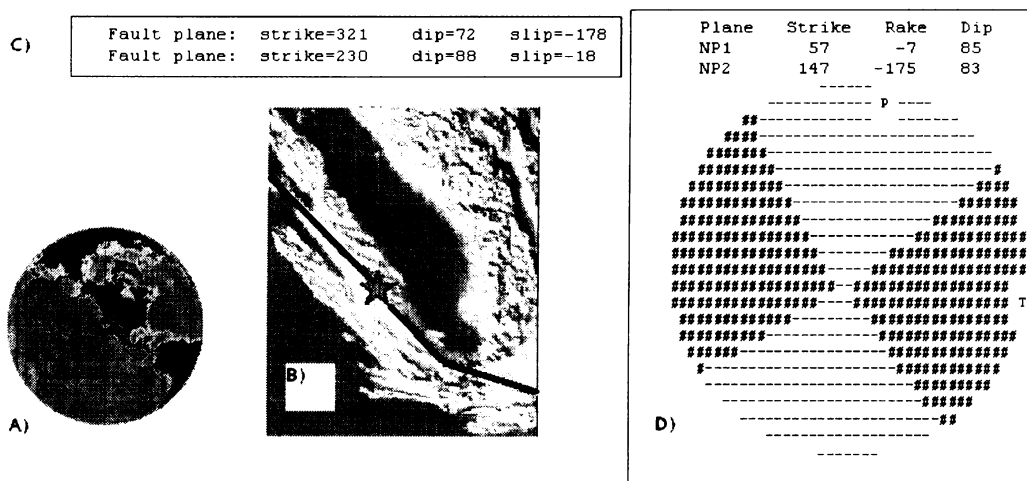 C)
Fault plane: strike=321 dip=72 slip=-178
Fault plane: strike=230 dip=88 slip=-18
Plane Strike Rake Dip
NP1 57 -7 85
NP2 147 -175 83
P
T
B)
A)
D)